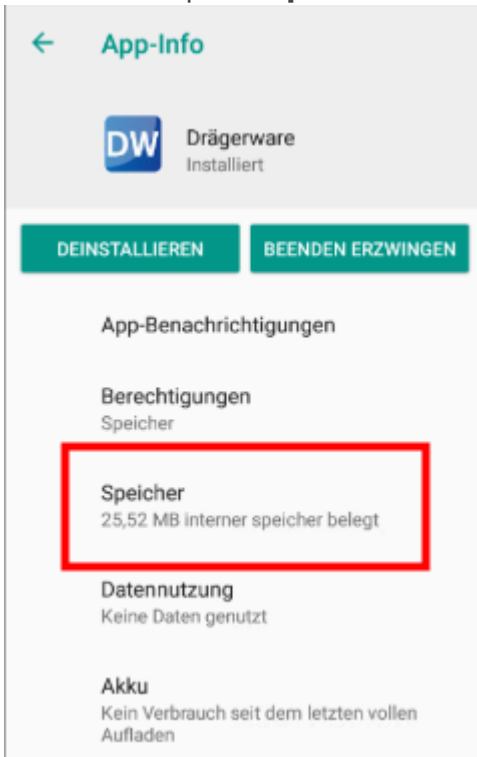 App-Info
DW
Drägerware
Installiert
DEINSTALLIEREN
BEENDEN ERZWINGEN
App-Benachrichtigungen
Berechtigungen
Speicher
Speicher
25,52 MB interner speicher belegt
Datennutzung
Keine Daten genutzt
Akku
Kein Verbrauch seit dem letzten vollen
Aufladen